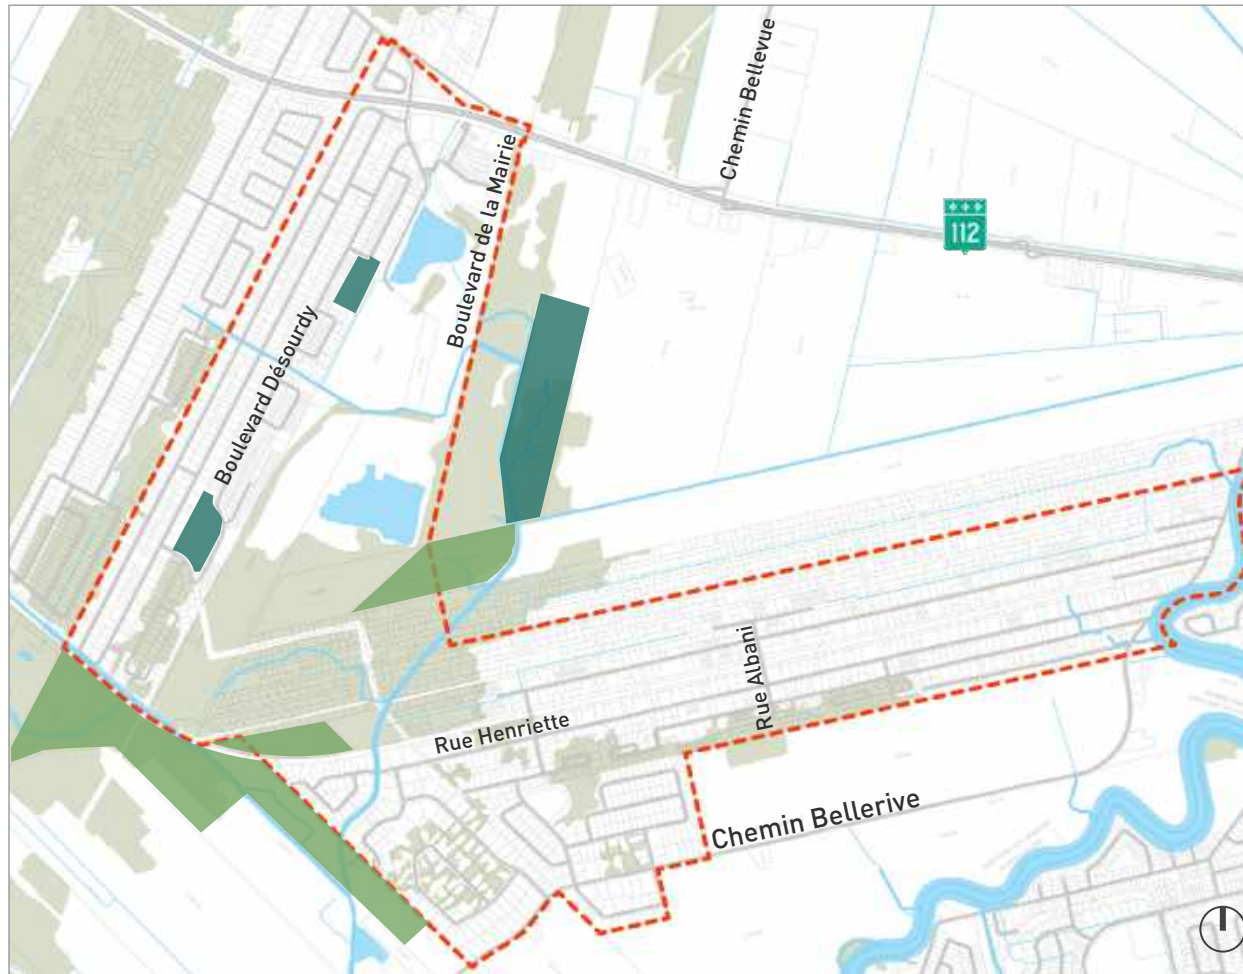 Chemin Bellevue
Boulevard de la Mairie
112
Boulevard Désourdy
Rue Albani
Rue Henriette
Chemin Bellerive